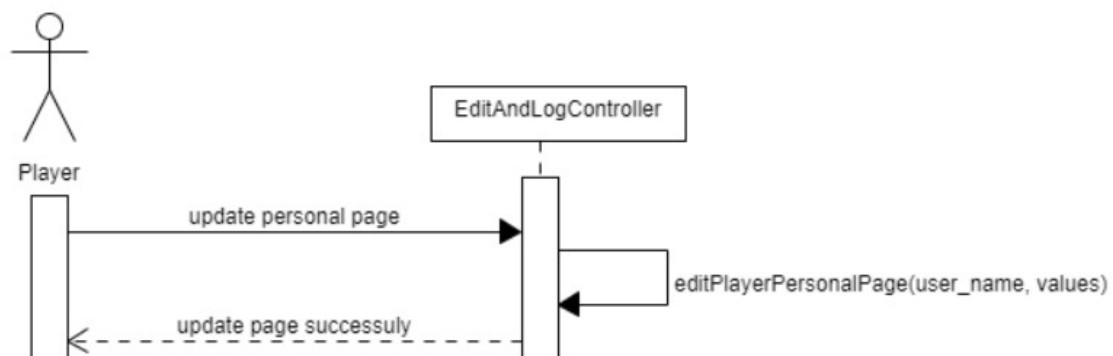 EditAndLogController
Player
update personal page
editPlayerPersonalPage(user_name, values)
update page successuly